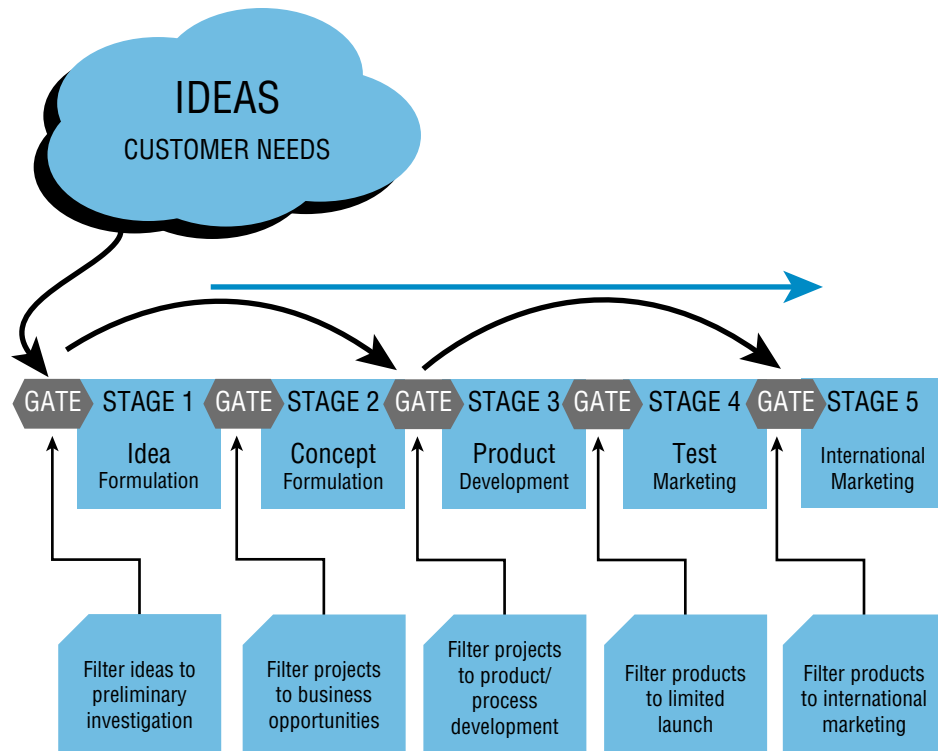 IDEAS
CUSTOMER NEEDS
GATE STAGE 1 GATE STAGE 2 GATE STAGE 3 GATE STAGE 4 GATE STAGE 5
Idea
Formulation
Concept
Formulation
Product
Development
Test
Marketing
International
Marketing
Filter ideas to
preliminary
investigation
Filter projects
to business
opportunities
Filter projects
to product/
process
development
Filter products
to limited
launch
Filter products
to international
marketing